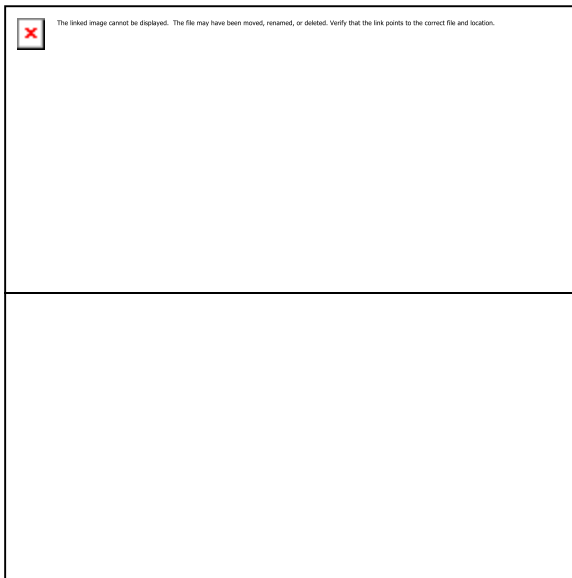 The linked image cannot be displayed.  The file may have been moved, renamed, or deleted. Verify that the link points to the correct file and location.